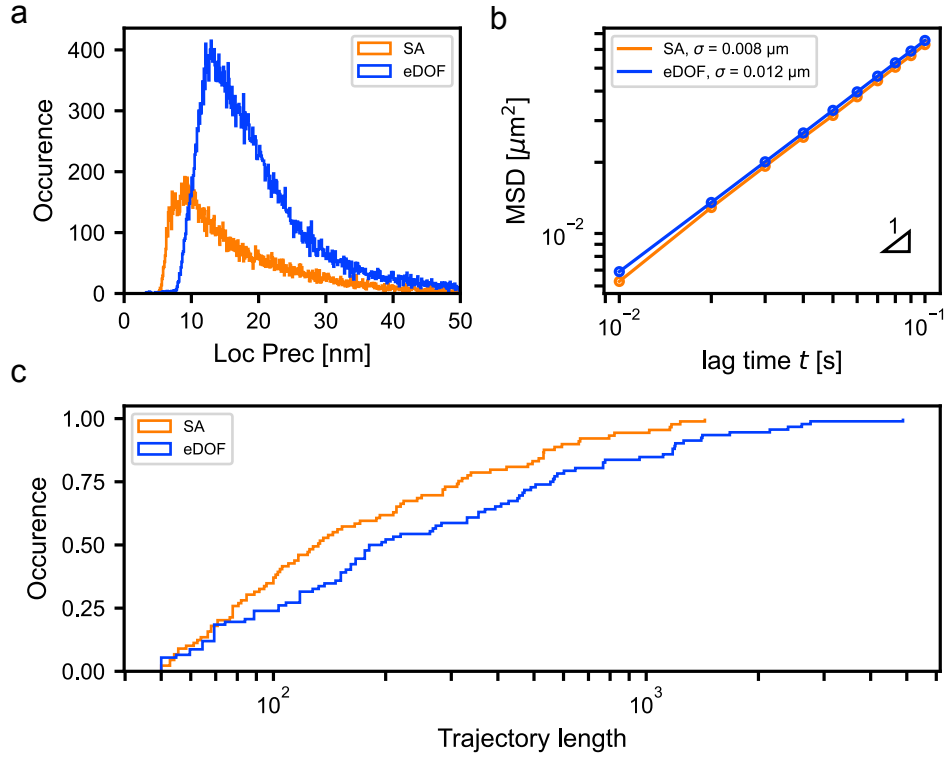 a
400
300
200
100
0
Occurence
SA
eDOF
0
10
20
30
40
50
Loc Prec [nm]
b
MSD [μm²]
10⁻²
SA, σ = 0.008 μm
eDOF, σ = 0.012 μm
1
10⁻²
10⁻¹
lag time t [s]
c
1.00
0.75
0.50
0.25
0.00
Occurence
SA
eDOF
10²
10³
Trajectory length